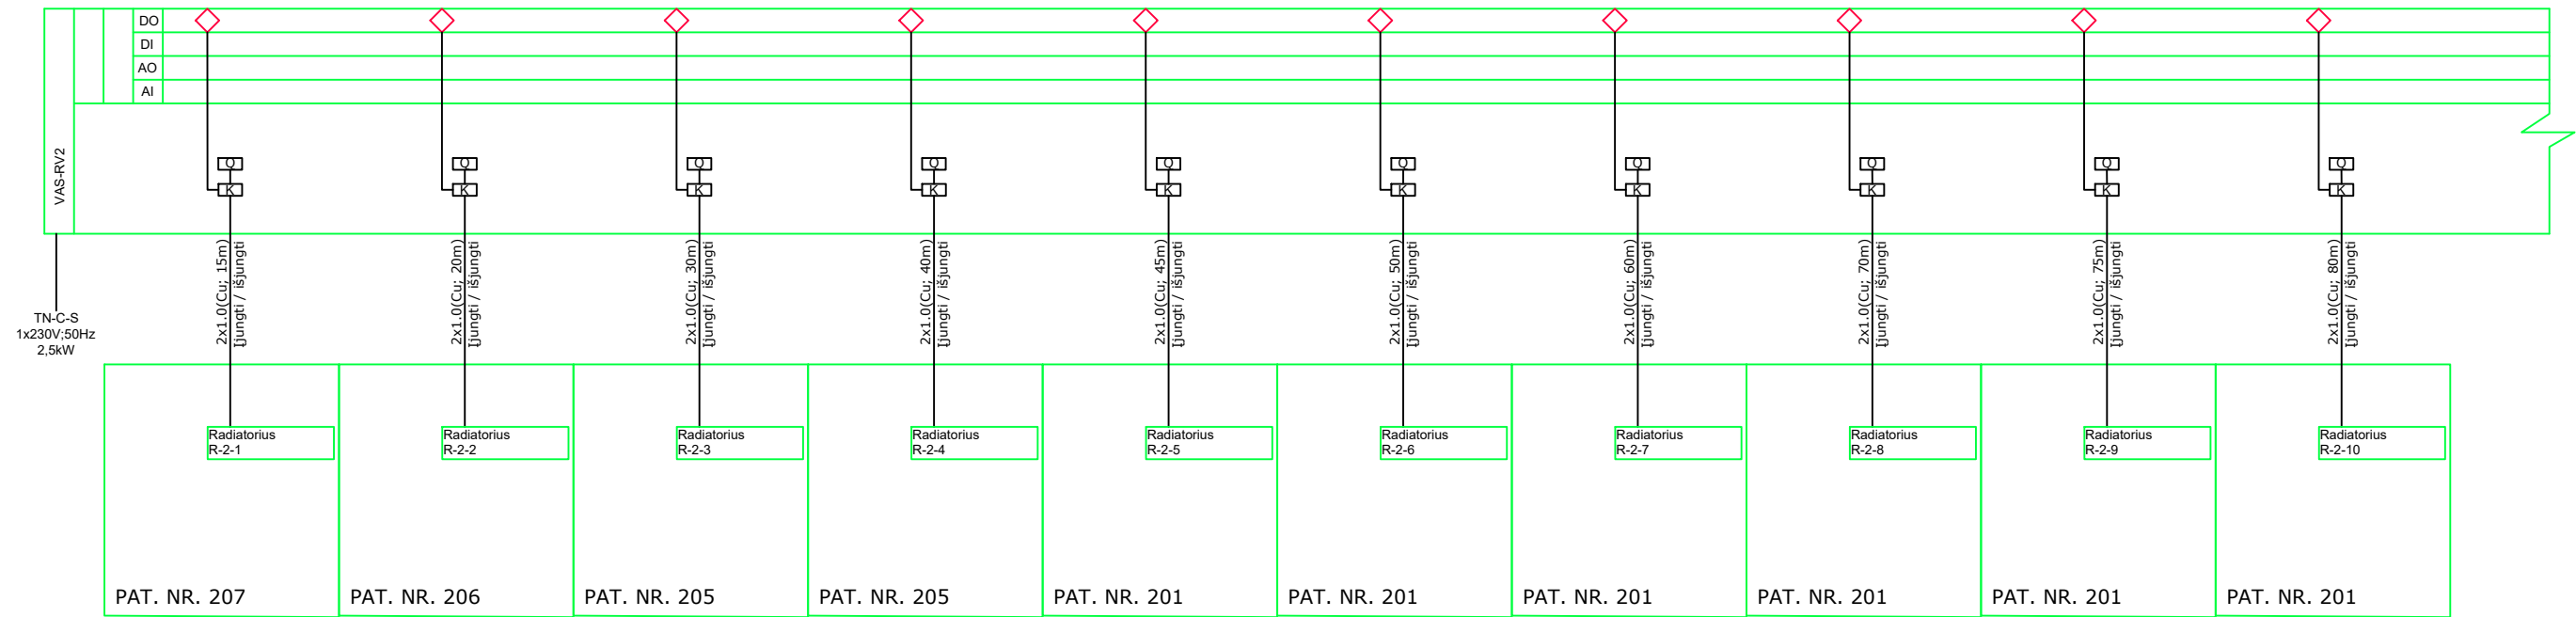 DO
DI
AO
AI
VAS-RV2
Q
K
Q
K
Q
K
Q
K
Q
K
Q
K
Q
K
Q
K
Q
K
Q
K
TN-C-S
1x230V;50Hz
2,5kW
2x1.0(Cu; 15m)
Įjungti / išjungti
2x1.0(Cu; 20m)
Įjungti / išjungti
2x1.0(Cu; 30m)
Įjungti / išjungti
2x1.0(Cu; 40m)
Įjungti / išjungti
2x1.0(Cu; 45m)
Įjungti / išjungti
2x1.0(Cu; 50m)
Įjungti / išjungti
2x1.0(Cu; 60m)
Įjungti / išjungti
2x1.0(Cu; 70m)
Įjungti / išjungti
2x1.0(Cu; 75m)
Įjungti / išjungti
2x1.0(Cu; 80m)
Įjungti / išjungti
Radiatorius
R-2-1
Radiatorius
R-2-2
Radiatorius
R-2-3
Radiatorius
R-2-4
Radiatorius
R-2-5
Radiatorius
R-2-6
Radiatorius
R-2-7
Radiatorius
R-2-8
Radiatorius
R-2-9
Radiatorius
R-2-10
PAT. NR. 207
PAT. NR. 206
PAT. NR. 205
PAT. NR. 205
PAT. NR. 201
PAT. NR. 201
PAT. NR. 201
PAT. NR. 201
PAT. NR. 201
PAT. NR. 201